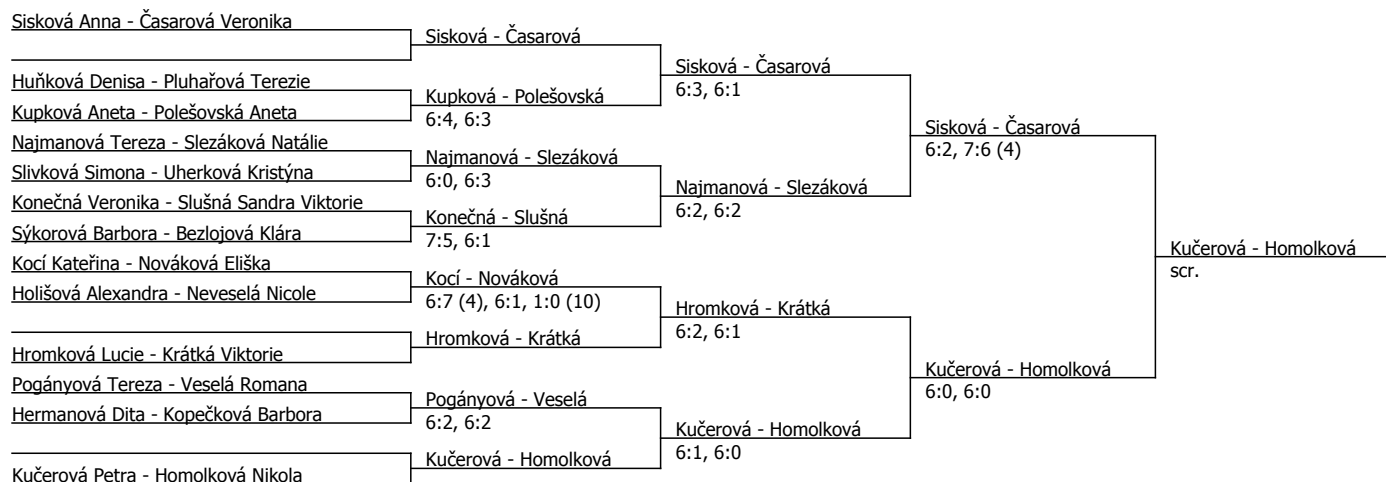 Sisková Anna - Časarová Veronika
Huňková Denisa - Pluhařová Terezie
Kupková Aneta - Polešovská Aneta
Najmanová Tereza - Slezáková Natálie
Slivková Simona - Uherková Kristýna
Konečná Veronika - Slušná Sandra Viktorie
Sýkorová Barbora - Bezlojová Klára
Kocí Kateřina - Nováková Eliška
Holišová Alexandra - Neveselá Nicole
Hromková Lucie - Krátká Viktorie
Pogányová Tereza - Veselá Romana
Hermanová Dita - Kopečková Barbora
Kučerová Petra - Homolková Nikola
Sisková - Časarová
Kupková - Polešovská
6:4, 6:3
Najmanová - Slezáková
6:0, 6:3
Konečná - Slušná
7:5, 6:1
Kocí - Nováková
6:7 (4), 6:1, 1:0 (10)
Hromková - Krátká
Pogányová - Veselá
6:2, 6:2
Kučerová - Homolková
Sisková - Časarová
6:3, 6:1
Najmanová - Slezáková
6:2, 6:2
Hromková - Krátká
6:2, 6:1
Kučerová - Homolková
6:1, 6:0
Sisková - Časarová
6:2, 7:6 (4)
Kučerová - Homolková
6:0, 6:0
Kučerová - Homolková
scr.